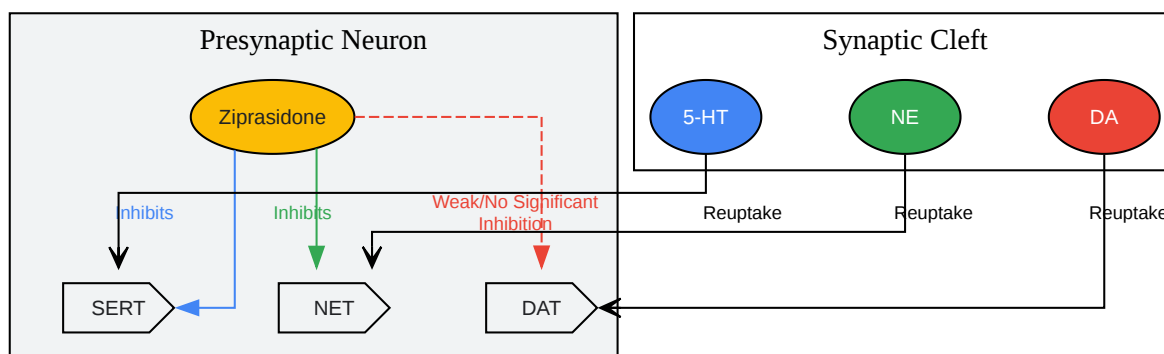 Presynaptic Neuron
Synaptic Cleft
Ziprasidone
5-HT
NE
DA
Inhibits
Inhibits
Weak/No Significant
Inhibition
Reuptake
Reuptake
Reuptake
SERT
NET
DAT